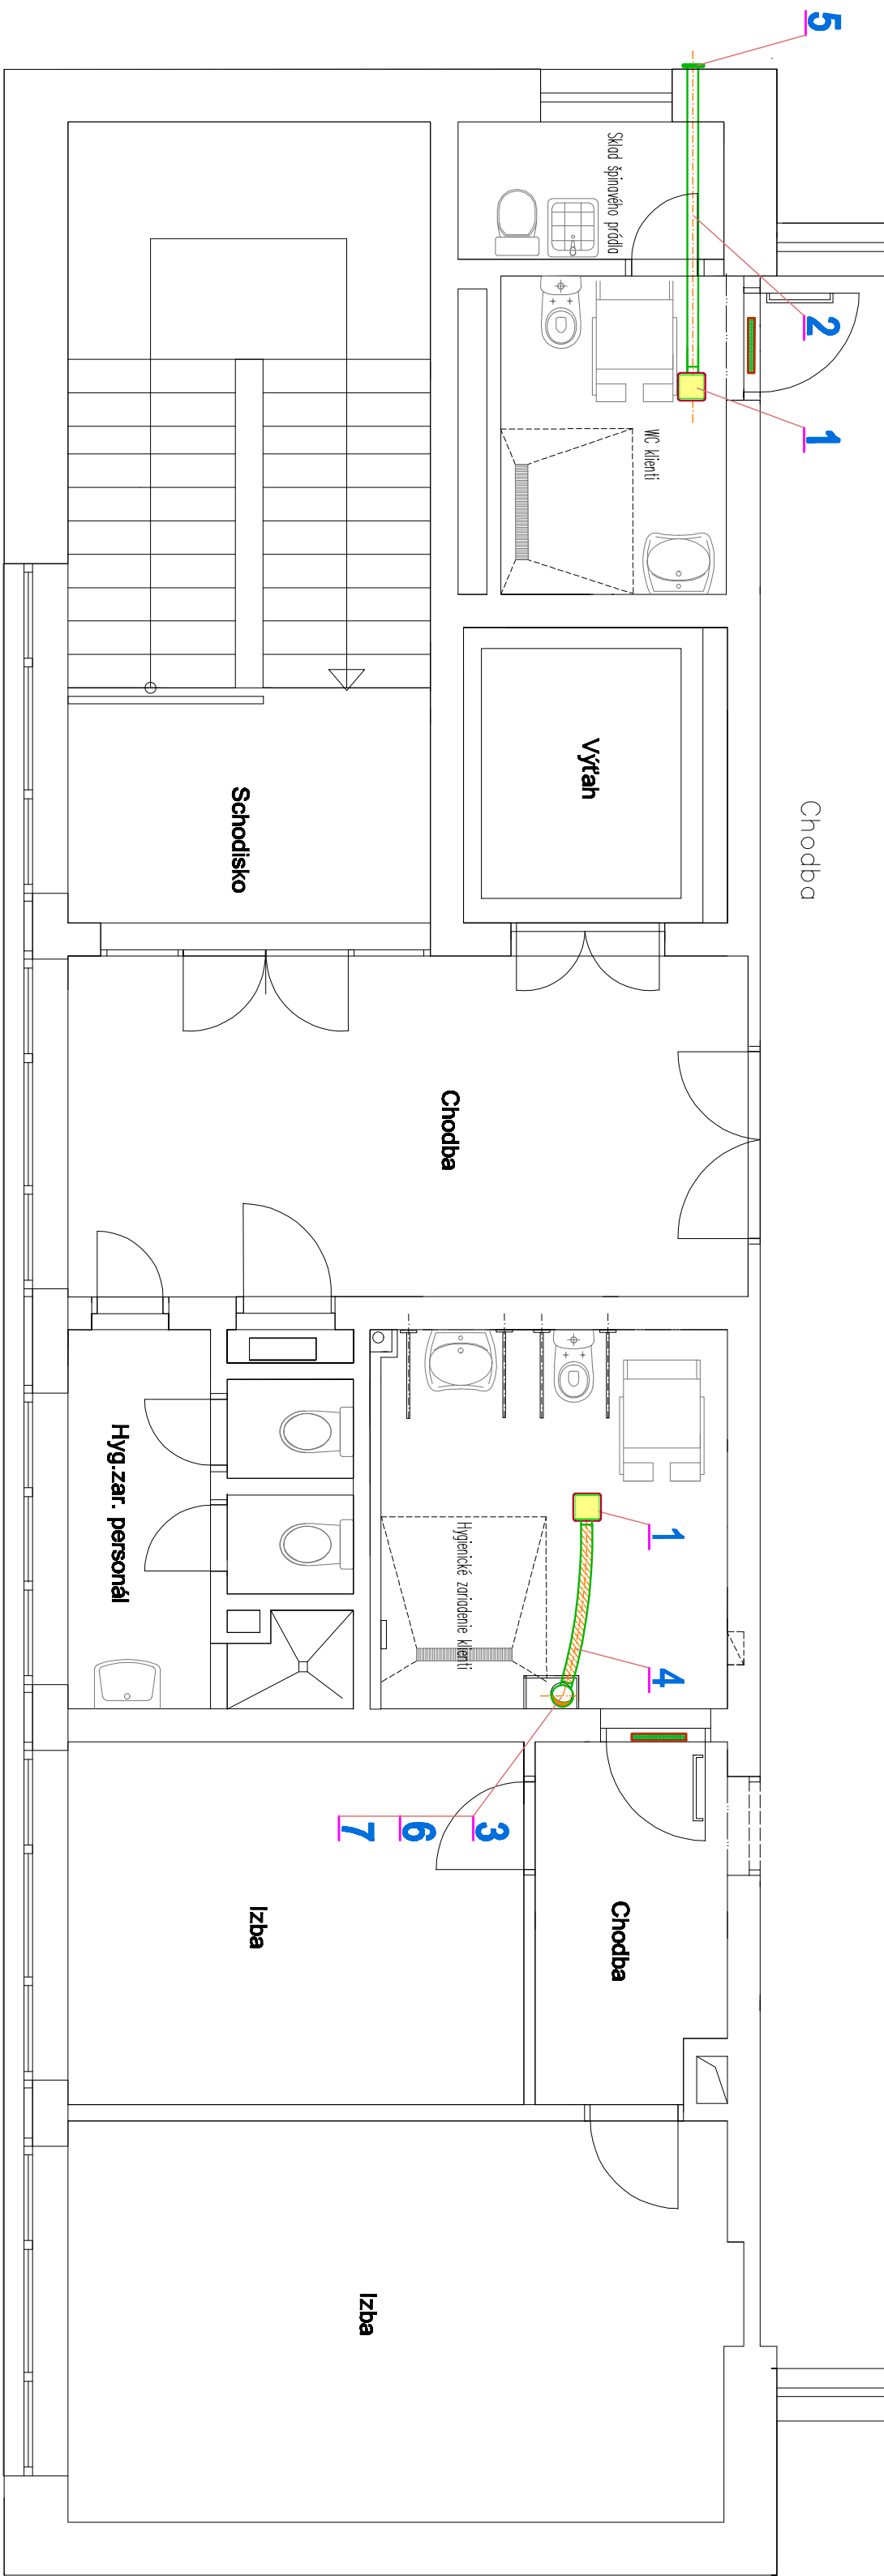 5
2
1
Sklad špinavého prádla
WC klienti
Výťah
Schodisko
Chodba
Chodba
1
4
3
6
7
Hygienické zariadenie klienti
Hyg.zar. personál
Chodba
Izba
Izba